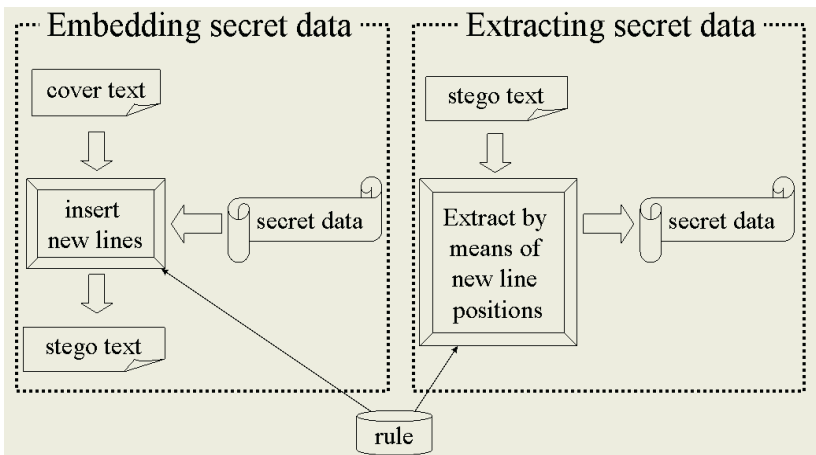 Embedding secret data
cover text
insert
new lines
secret data
stego text
Extracting secret data
stego text
Extract by
means of
new line
positions
secret data
rule